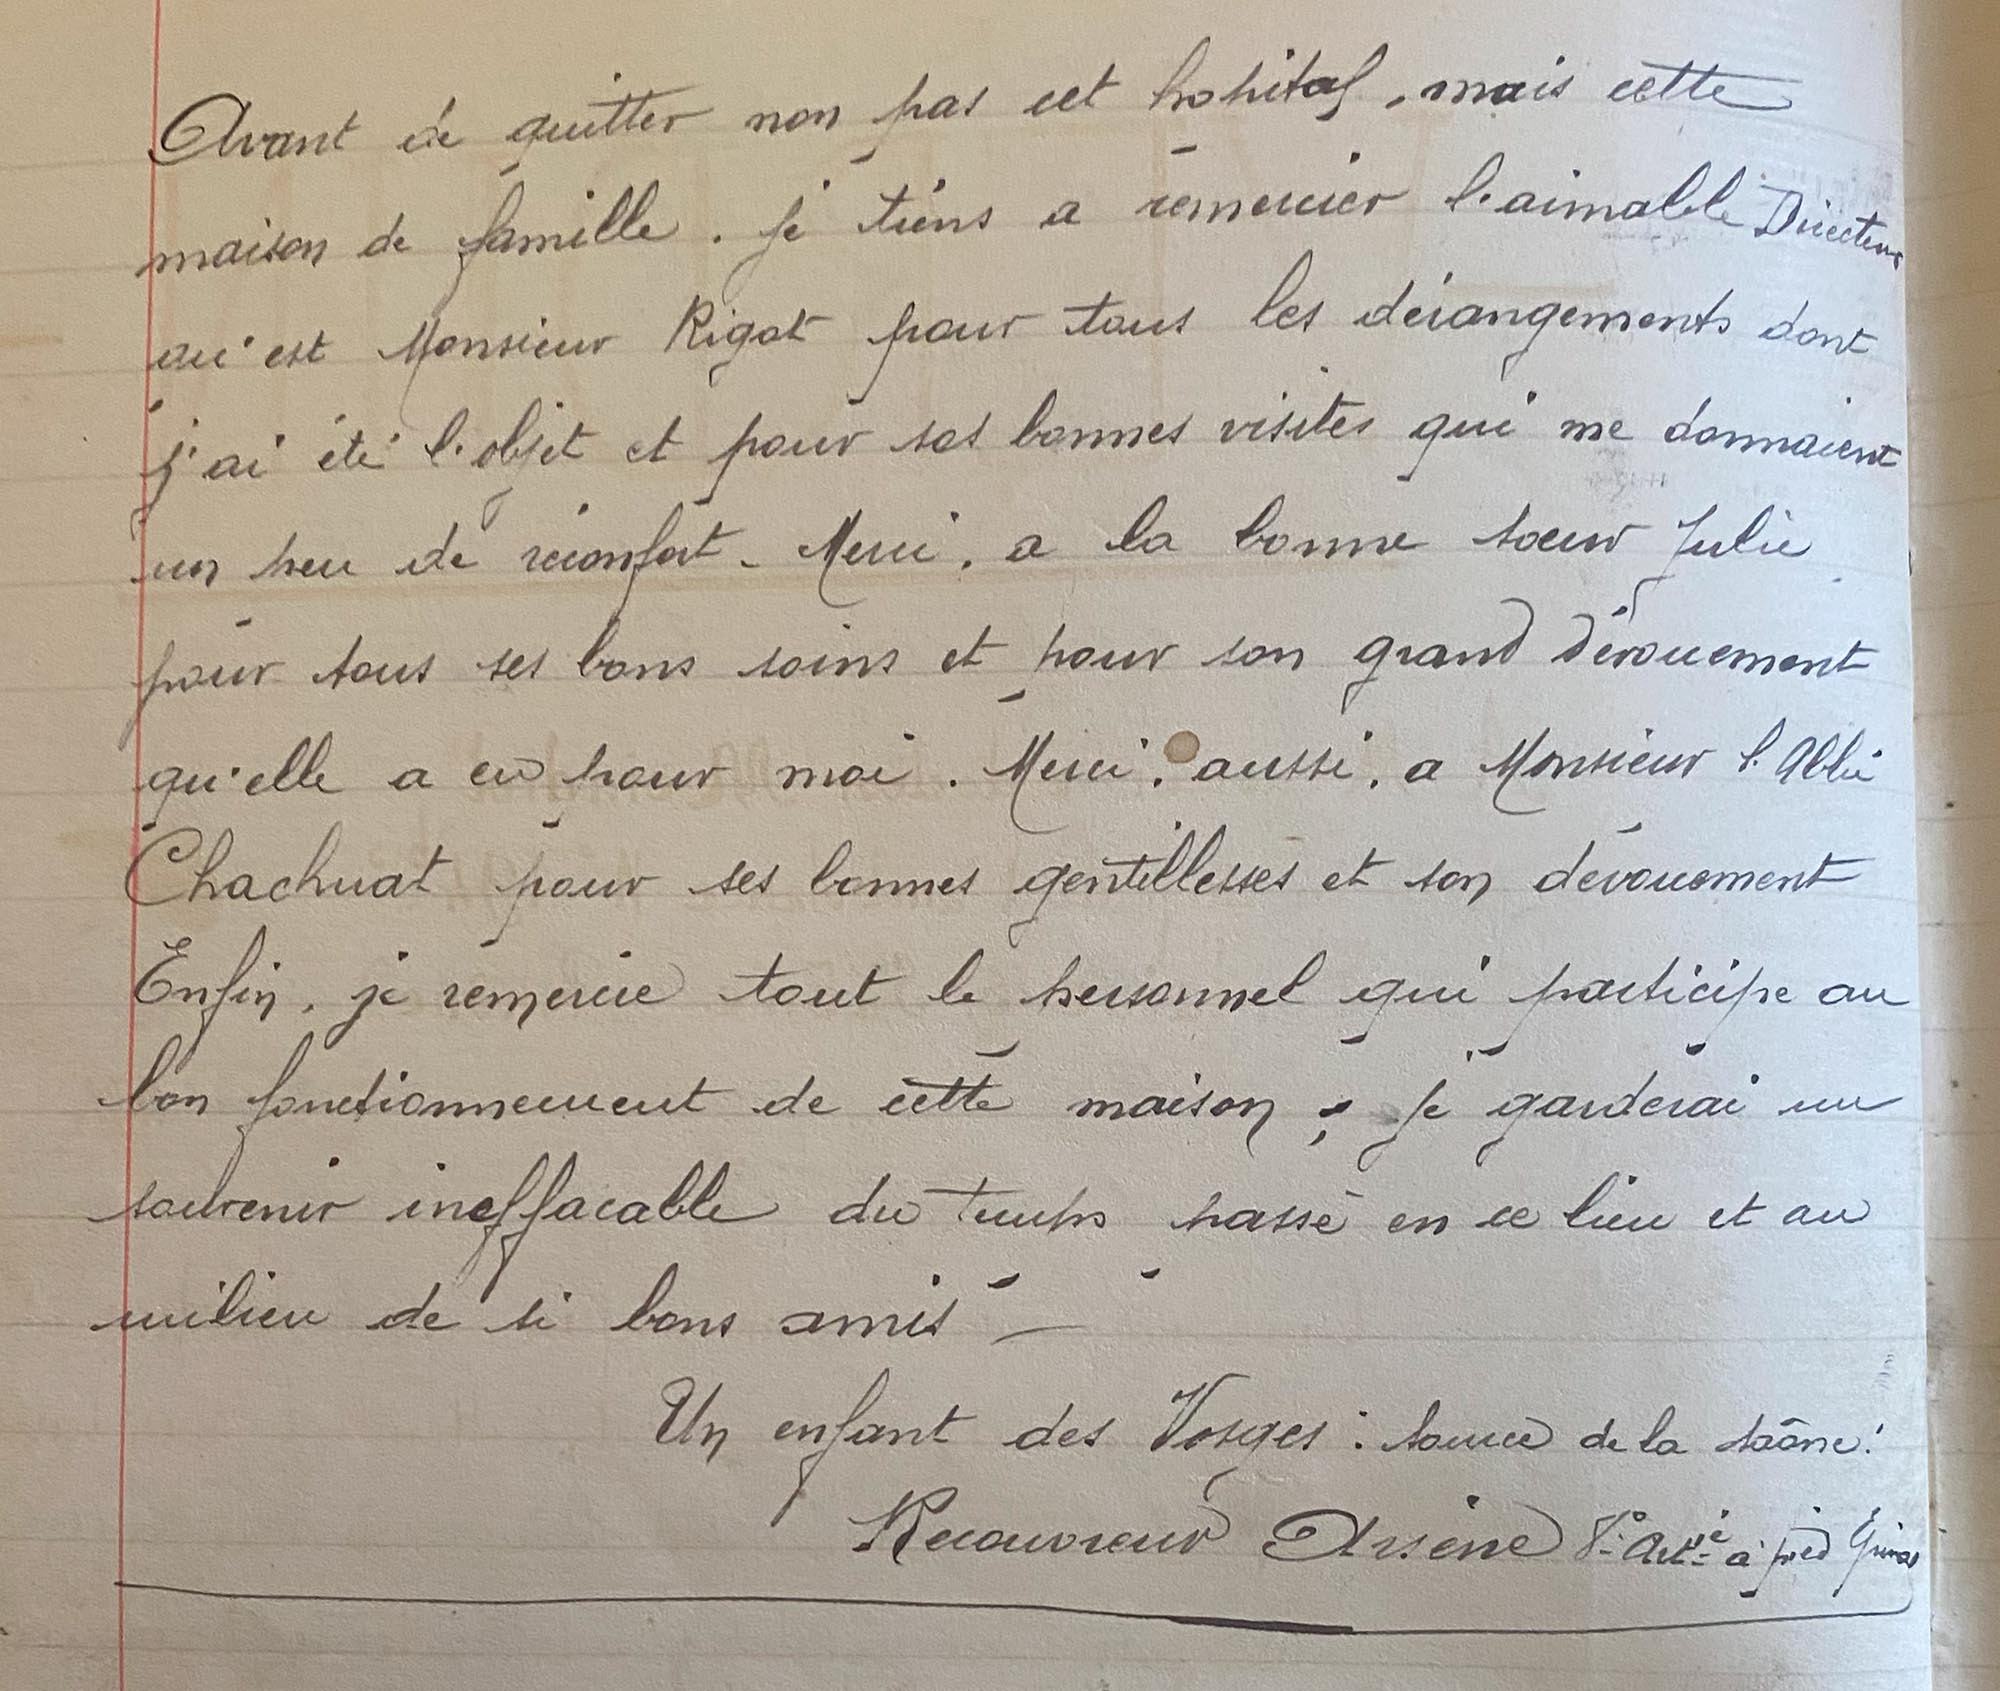 Avant de quitter non pas cet hopital, mais cette
maison de famille. je tiens a remercier l'aimable Directeur
qu'est Monsieur Rigot pour tous les dérangements dont
j'ai été l'objet et pour ses bonnes visites qui me donnaient
un peu de réconfort - Merci, a la bonne soeur Julie
pour tous ses bons soins et pour son grand dévouement
qu'elle a eu pour moi. Merci, aussi, a Monsieur l'Abbé
Chachuat pour ses bonnes gentillesses et son dévouement
Enfin, je remercie tout le personnel qui participe au
bon fonctionnement de cette maison; je garderai un
souvenir ineffacable du temps passé en ce lieu et au
milieu de si bons amis -
Un enfant des Vosges: source de la saône!
Recouvreur Arsène 8e Artie à pied Epinal